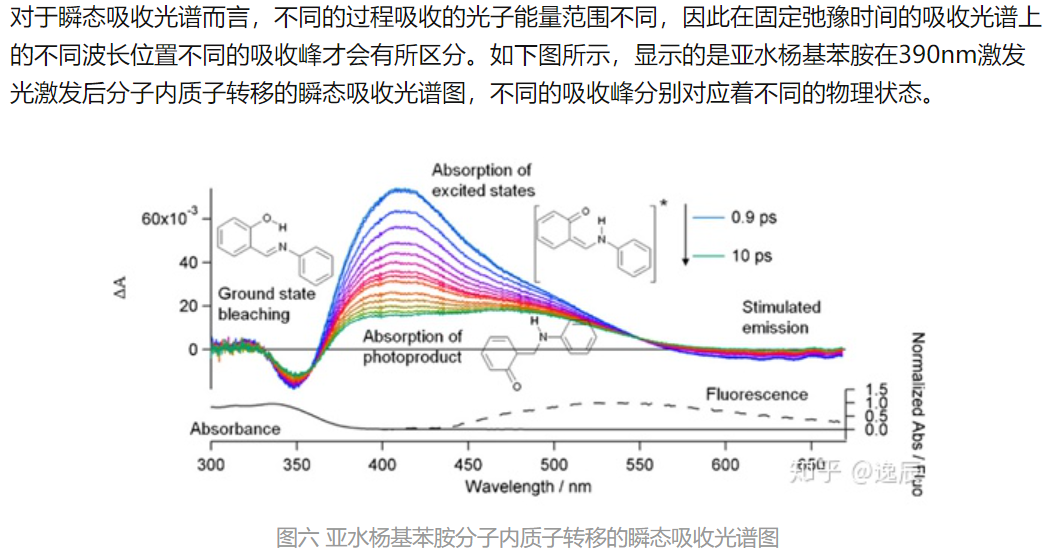 对于瞬态吸收光谱而言，不同的过程吸收的光子能量范围不同，因此在固定弛豫时间的吸收光谱上
的不同波长位置不同的吸收峰才会有所区分。如下图所示，显示的是亚水杨基苯胺在390nm激发
光激发后分子内质子转移的瞬态吸收光谱图，不同的吸收峰分别对应着不同的物理状态。
Absorption of
excited states
*
0.9 ps
10 ps
60x10⁻³
40
20
0
ΔA
O
H
N
O
H
N
Ground state
bleaching
Absorption of
photoproduct
H
N
O
Stimulated
emission
Absorbance
Fluorescence
1.5
1.0
0.5
0.0
Normalized Abs / Fluo
300
350
400
450
500
550
600
650
Wavelength / nm
知乎 @逸辰
图六 亚水杨基苯胺分子内质子转移的瞬态吸收光谱图